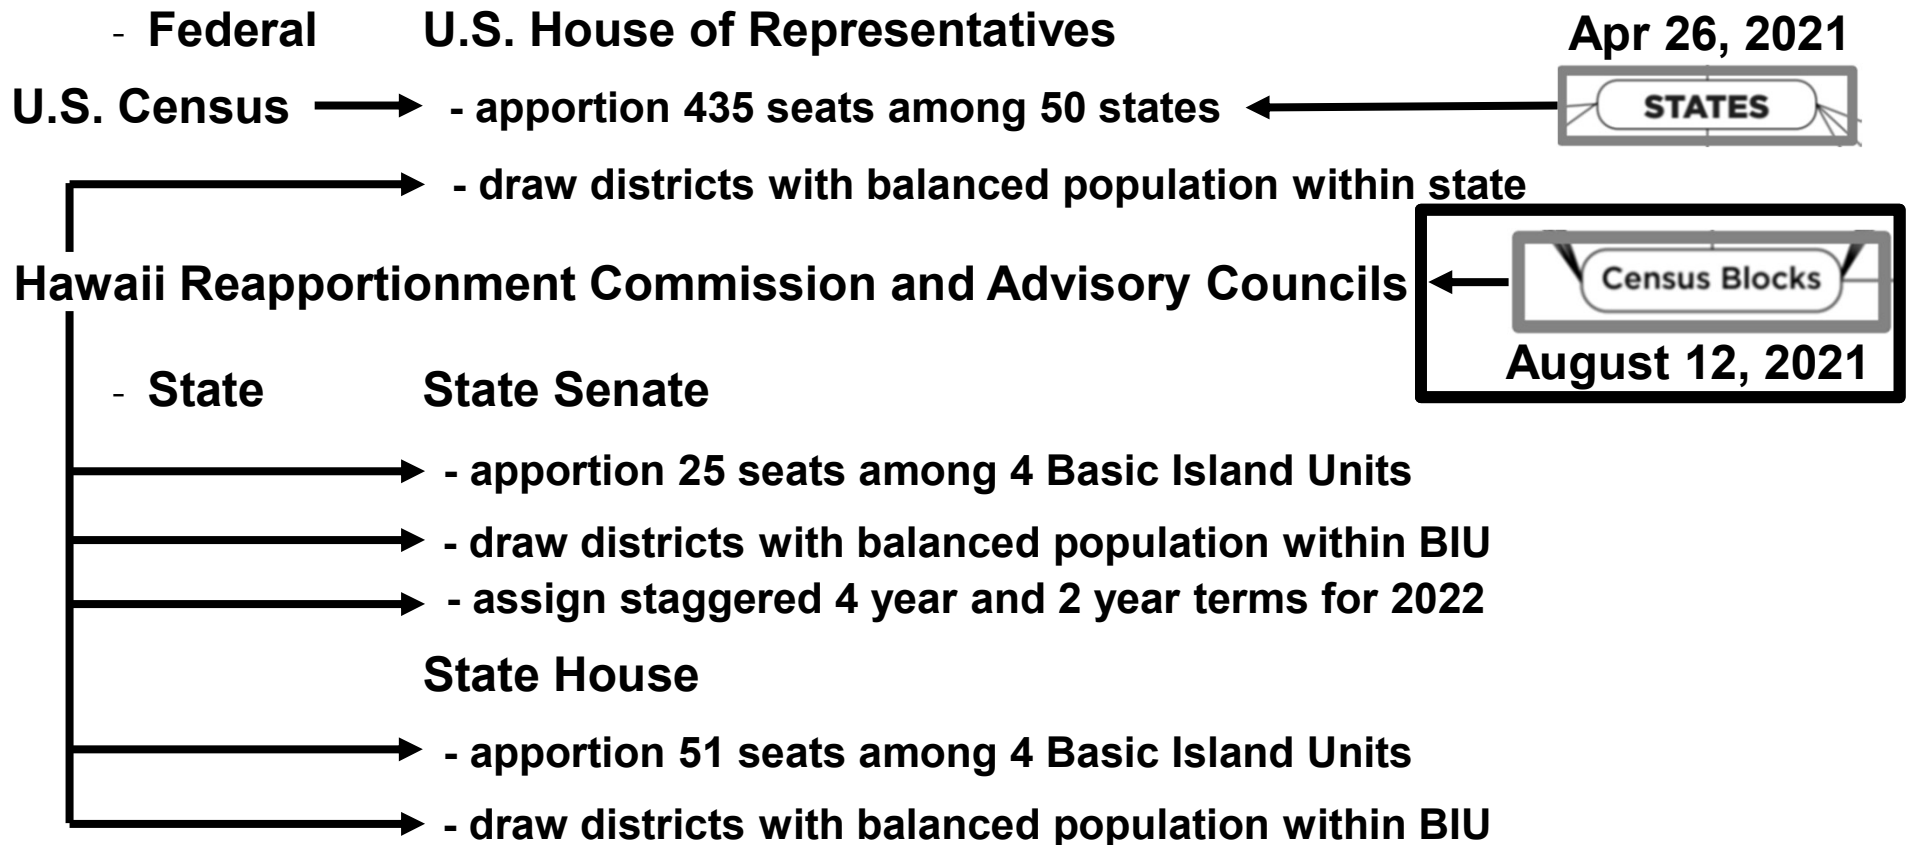 - Federal U.S. House of Representatives Apr 26, 2021
U.S. Census - apportion 435 seats among 50 states STATES
- draw districts with balanced population within state
Hawaii Reapportionment Commission and Advisory Councils Census Blocks
August 12, 2021
- State State Senate
- apportion 25 seats among 4 Basic Island Units
- draw districts with balanced population within BIU
- assign staggered 4 year and 2 year terms for 2022
State House
- apportion 51 seats among 4 Basic Island Units
- draw districts with balanced population within BIU